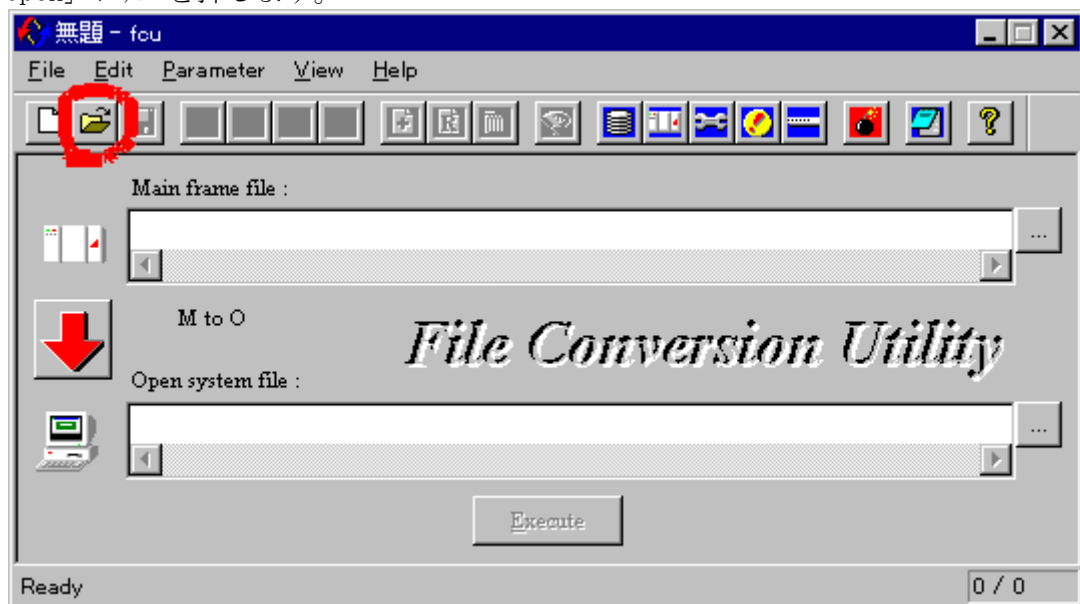 無題 - fcu
File Edit Parameter View Help
Main frame file :
...
M to O
File Conversion Utility
Open system file :
...
Execute
Ready 0 / 0